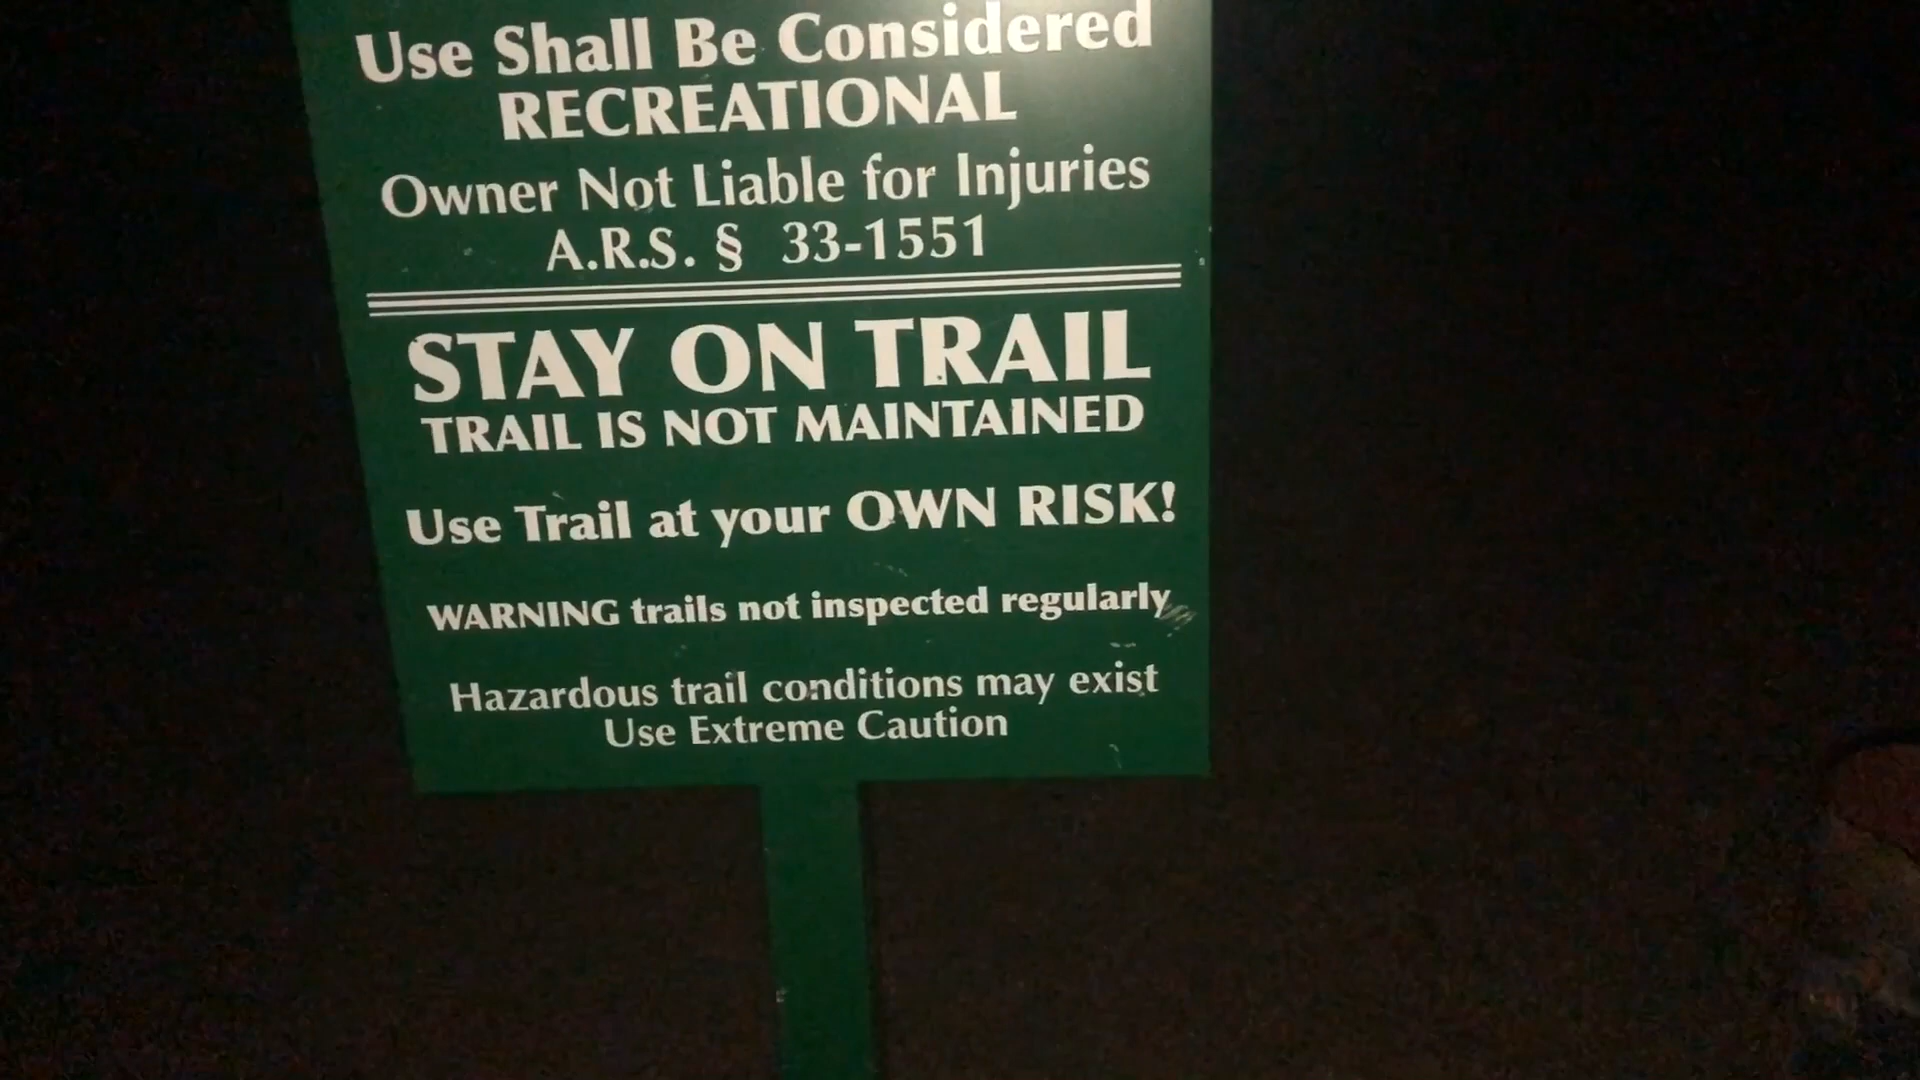 Use Shall Be Considered
RECREATIONAL
Owner Not Liable for Injuries
A.R.S. § 33-1551
STAY ON TRAIL
TRAIL IS NOT MAINTAINED
Use Trail at your OWN RISK!
WARNING trails not inspected regularly
Hazardous trail conditions may exist
Use Extreme Caution